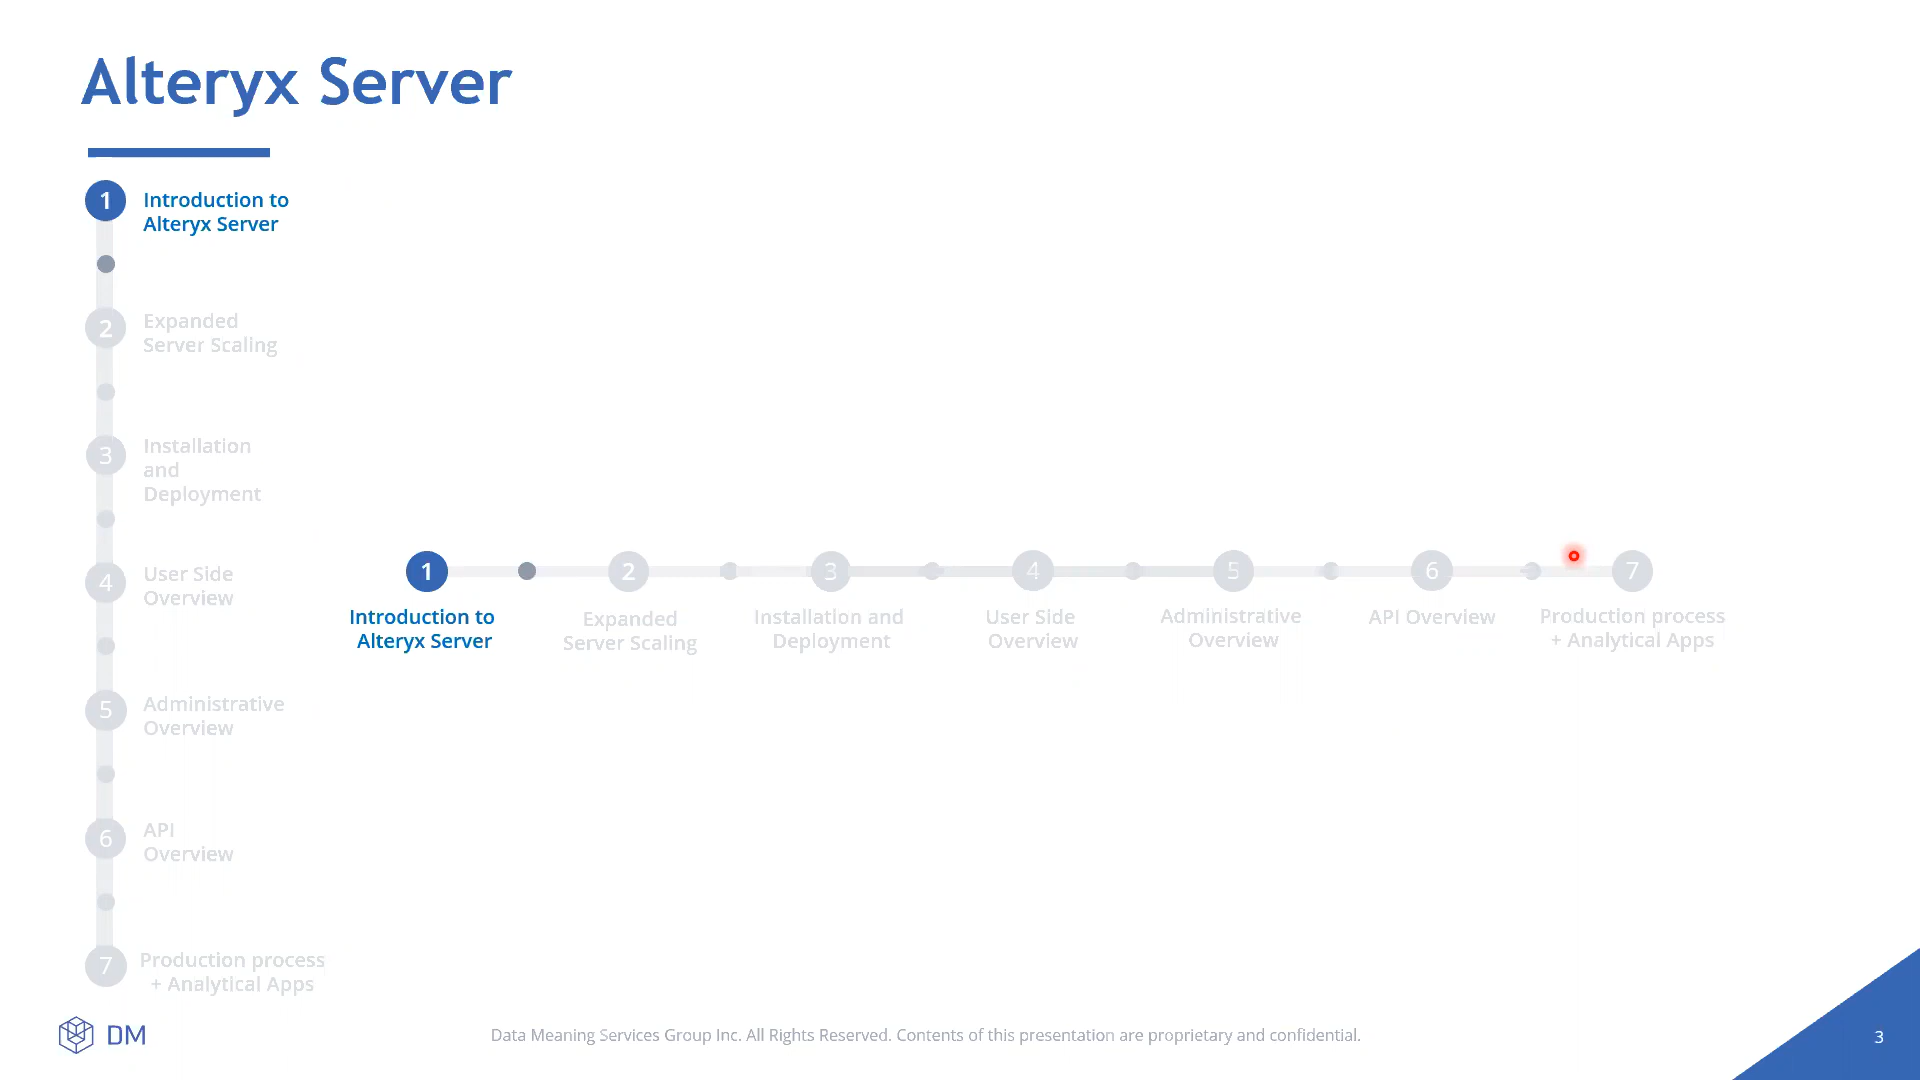 Alteryx Server
1
Introduction to
Alteryx Server
2
Expanded
Server Scaling
3
Installation
and
Deployment
4
User Side
Overview
5
Administrative
Overview
6
API
Overview
7
Production process
+ Analytical Apps
1
2
3
4
5
6
7
Introduction to
Alteryx Server
Expanded
Server Scaling
Installation and
Deployment
User Side
Overview
Administrative
Overview
API Overview
Production process
+ Analytical Apps
DM
Data Meaning Services Group Inc. All Rights Reserved. Contents of this presentation are proprietary and confidential.
3